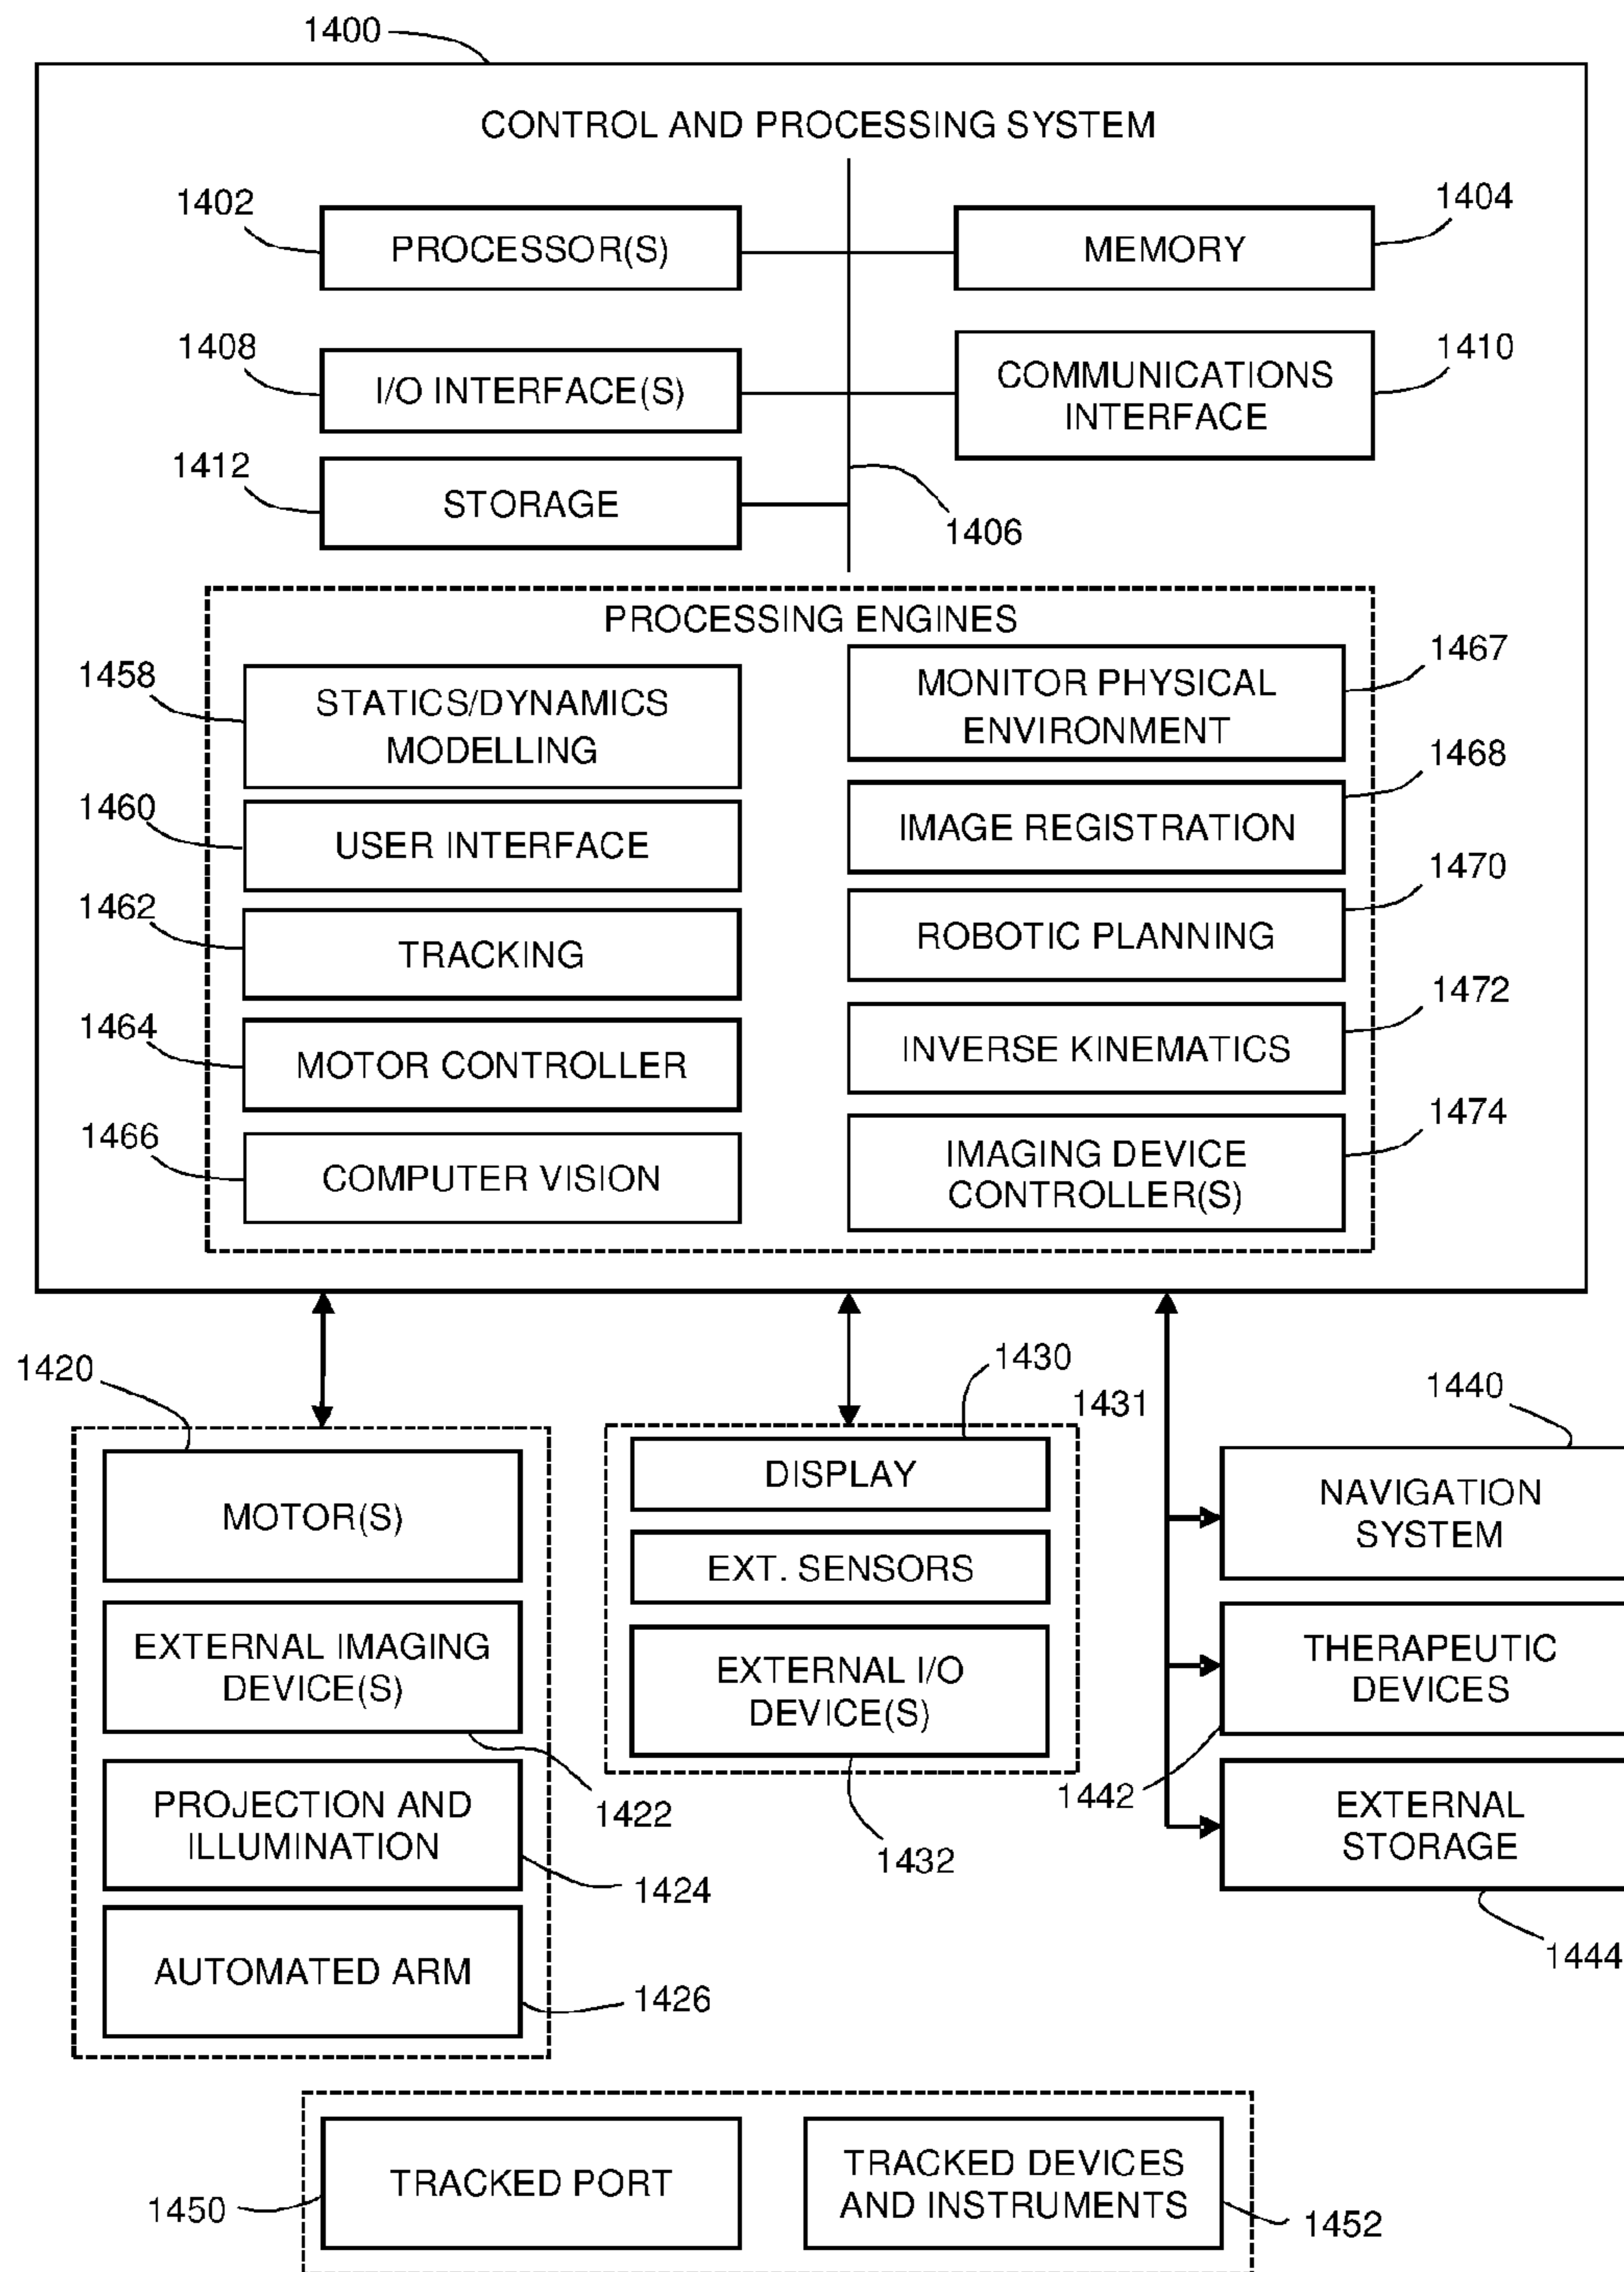 1400
CONTROL AND PROCESSING SYSTEM
1402
PROCESSOR(S)
MEMORY
1404
1408
I/O INTERFACE(S)
COMMUNICATIONS
INTERFACE
1410
1412
STORAGE
1406
PROCESSING ENGINES
1458
STATICS/DYNAMICS
MODELLING
1460
USER INTERFACE
1462
TRACKING
1464
MOTOR CONTROLLER
1466
COMPUTER VISION
MONITOR PHYSICAL
ENVIRONMENT
1467
IMAGE REGISTRATION
1468
ROBOTIC PLANNING
1470
INVERSE KINEMATICS
1472
IMAGING DEVICE
CONTROLLER(S)
1474
1420
MOTOR(S)
EXTERNAL IMAGING
DEVICE(S)
1422
PROJECTION AND
ILLUMINATION
1424
AUTOMATED ARM
1426
1430
1431
DISPLAY
EXT. SENSORS
EXTERNAL I/O
DEVICE(S)
1432
1440
NAVIGATION
SYSTEM
THERAPEUTIC
DEVICES
1442
EXTERNAL
STORAGE
1444
1450
TRACKED PORT
TRACKED DEVICES
AND INSTRUMENTS
1452